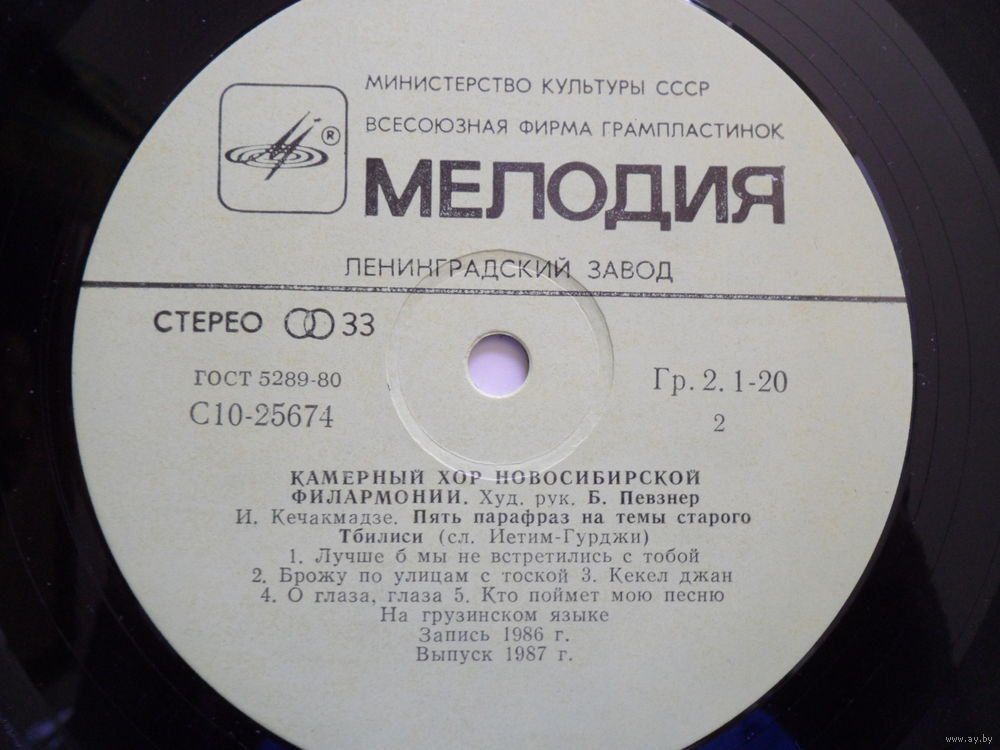 МИНИСТЕРСТВО КУЛЬТУРЫ СССР
ВСЕСОЮЗНАЯ ФИРМА ГРАМПЛАСТИНОК
®
МЕЛОДИЯ
ЛЕНИНГРАДСКИЙ ЗАВОД
СТЕРЕО 33
ГОСТ 5289-80
Гр. 2. 1-20
С10-25674
2
КАМЕРНЫЙ ХОР НОВОСИБИРСКОЙ
ФИЛАРМОНИИ. Худ. рук. Б. Певзнер
И. Кечакмадзе. Пять парафраз на темы старого
Тбилиси (сл. Иетим-Гурджи)
1. Лучше б мы не встретились с тобой
2. Брожу по улицам с тоской 3. Кекел джан
4. О глаза, глаза 5. Кто поймет мою песню
На грузинском языке
Запись 1986 г.
Выпуск 1987 г.
www.ay.by